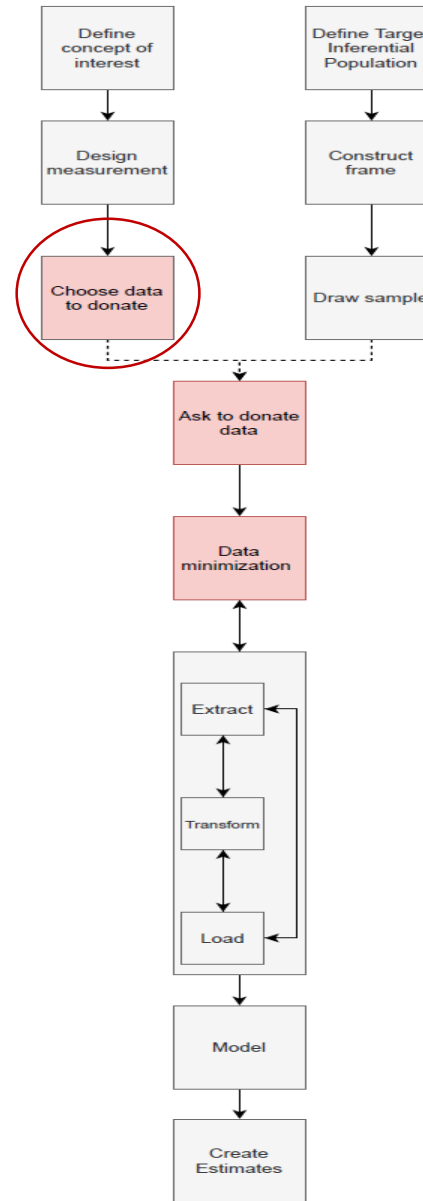 Define
concept of
interest
Define Targe
Inferential
Population
Design
measurement
Construct
frame
Choose data
to donate
Draw sample
Ask to donate
data
Data
minimization
Extract
Transform
Load
Model
Create
Estimates